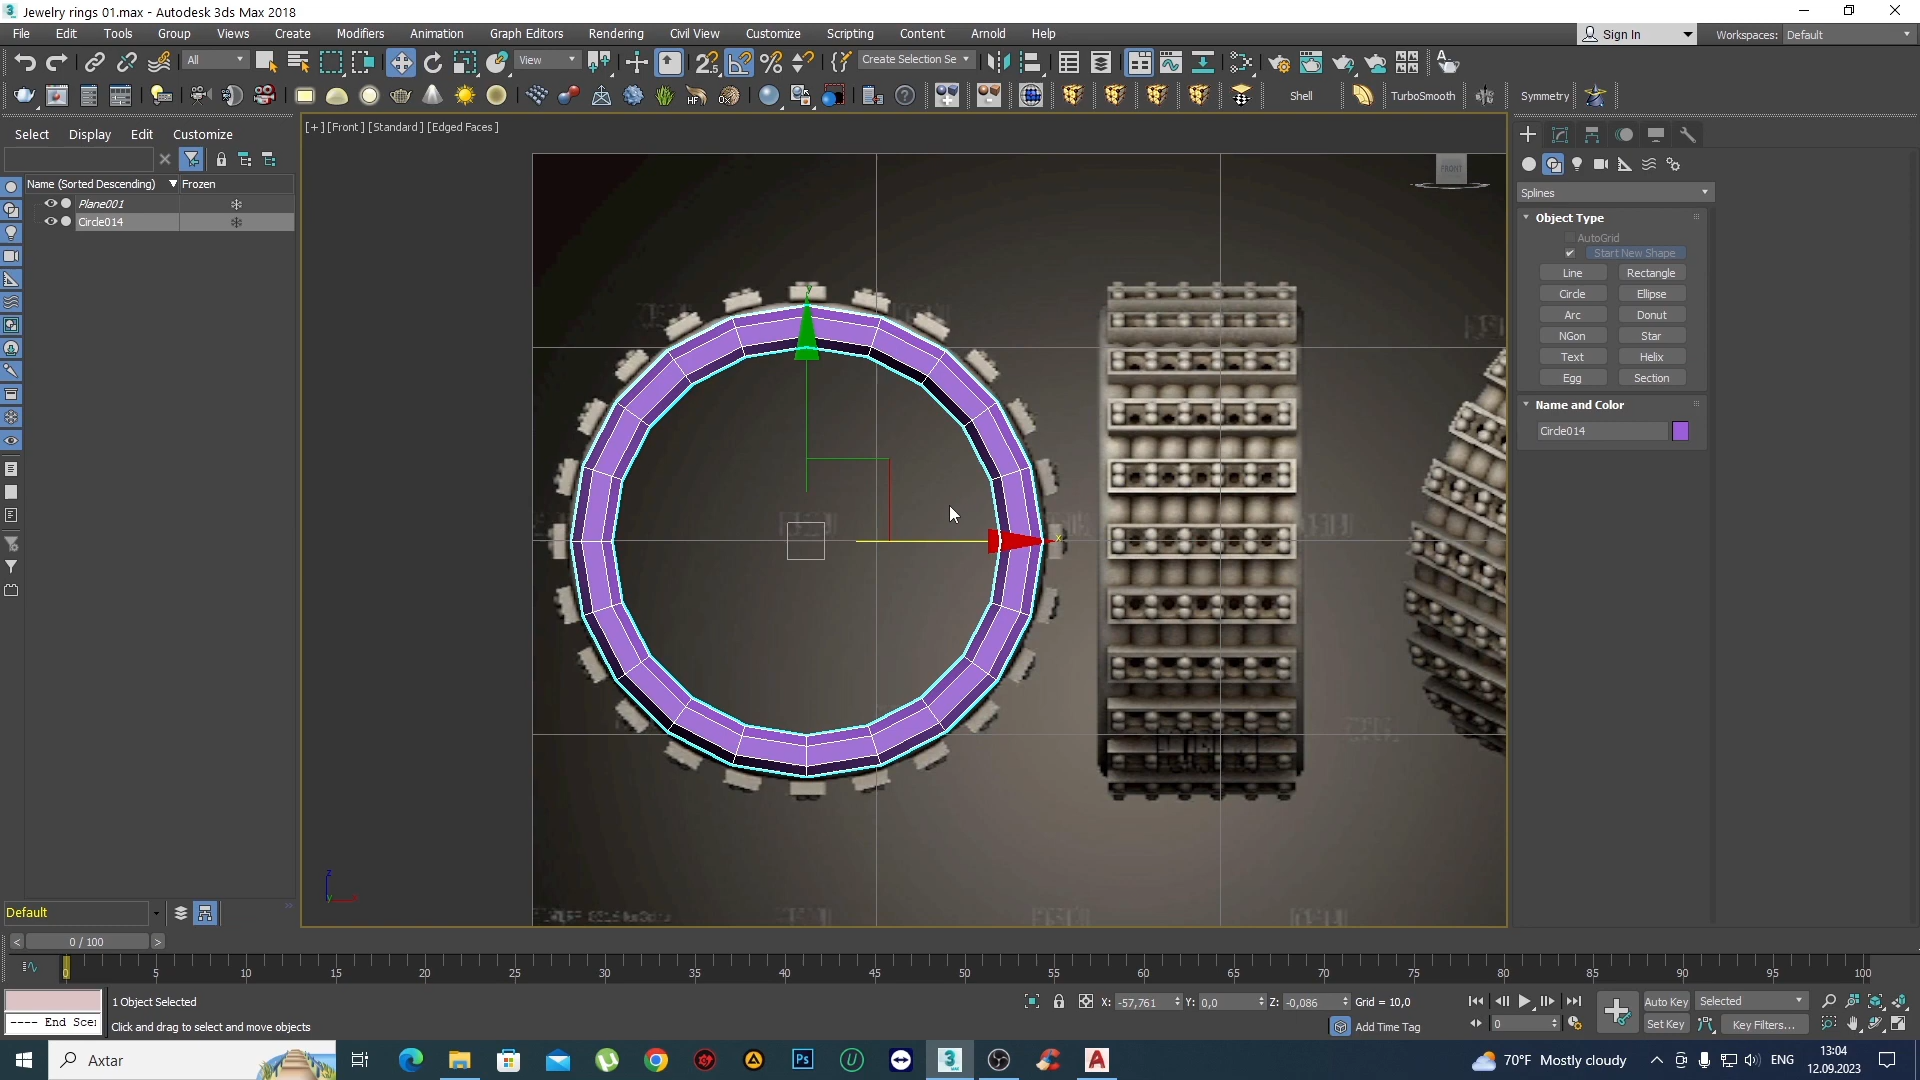 Jewelry rings 01.max - Autodesk 3ds Max 2018
File Edit Tools Group Views Create Modifiers Animation Graph Editors Rendering Civil View Customize Scripting Content Arnold Help
Sign In Workspaces: Default
All View Create Selection Se
Shell TurboSmooth Symmetry
Select Display Edit Customize
Name (Sorted Descending) Frozen
Plane001
Circle014
[+] [Front] [Standard] [Edged Faces]
FRONT
y
x
z
y
Splines
Object Type
AutoGrid
Start New Shape
Line Rectangle
Circle Ellipse
Arc Donut
NGon Star
Text Helix
Egg Section
Name and Color
Circle014
Default
< 0 / 100 >
0 5 10 15 20 25 30 35 40 45 50 55 60 65 70 75 80 85 90 95 100
1 Object Selected
X: -57,761 Y: 0,0 Z: -0,086 Grid = 10,0
Auto Key Selected
---- End Sce
Click and drag to select and move objects
Add Time Tag
0
Set Key Key Filters...
Axtar
70°F Mostly cloudy
ENG
13:04
12.09.2023